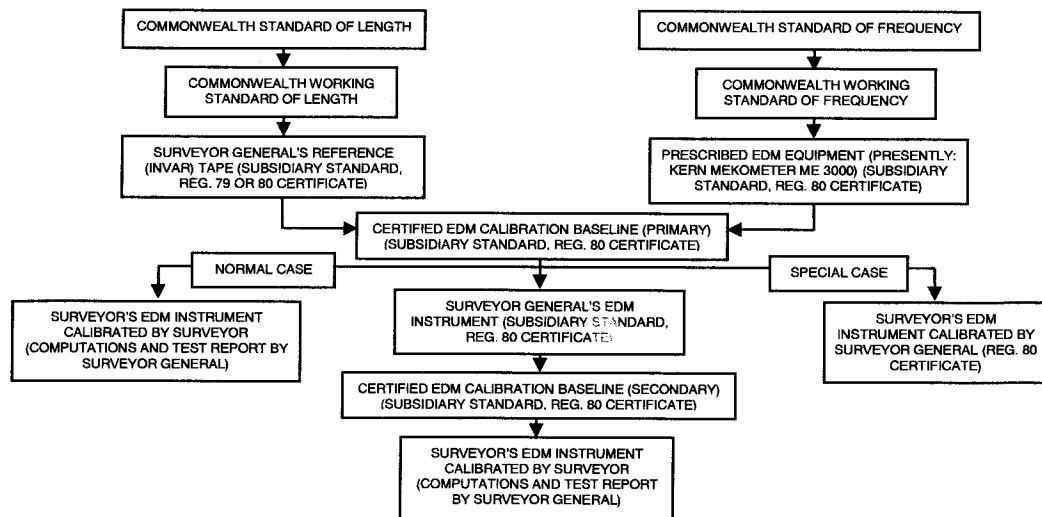 COMMONWEALTH STANDARD OF LENGTH
COMMONWEALTH STANDARD OF FREQUENCY
COMMONWEALTH WORKING
STANDARD OF LENGTH
COMMONWEALTH WORKING
STANDARD OF FREQUENCY
SURVEYOR GENERAL'S REFERENCE
(INVAR) TAPE (SUBSIDIARY STANDARD,
REG. 79 OR 80 CERTIFICATE)
PRESCRIBED EDM EQUIPMENT (PRESENTLY:
KERN MEKOMETER ME 3000) (SUBSIDIARY
STANDARD, REG. 80 CERTIFICATE)
CERTIFIED EDM CALIBRATION BASELINE (PRIMARY)
(SUBSIDIARY STANDARD, REG. 80 CERTIFICATE)
NORMAL CASE
SPECIAL CASE
SURVEYOR'S EDM INSTRUMENT
CALIBRATED BY SURVEYOR
(COMPUTATIONS AND TEST REPORT BY
SURVEYOR GENERAL)
SURVEYOR GENERAL'S EDM
INSTRUMENT (SUBSIDIARY STANDARD,
REG. 80 CERTIFICATE)
SURVEYOR'S EDM
INSTRUMENT CALIBRATED BY
SURVEYOR GENERAL (REG. 80
CERTIFICATE)
CERTIFIED EDM CALIBRATION BASELINE (SECONDARY)
(SUBSIDIARY STANDARD, REG. 80 CERTIFICATE)
SURVEYOR'S EDM INSTRUMENT
CALIBRATED BY SURVEYOR
(COMPUTATIONS AND TEST REPORT
BY SURVEYOR GENERAL)